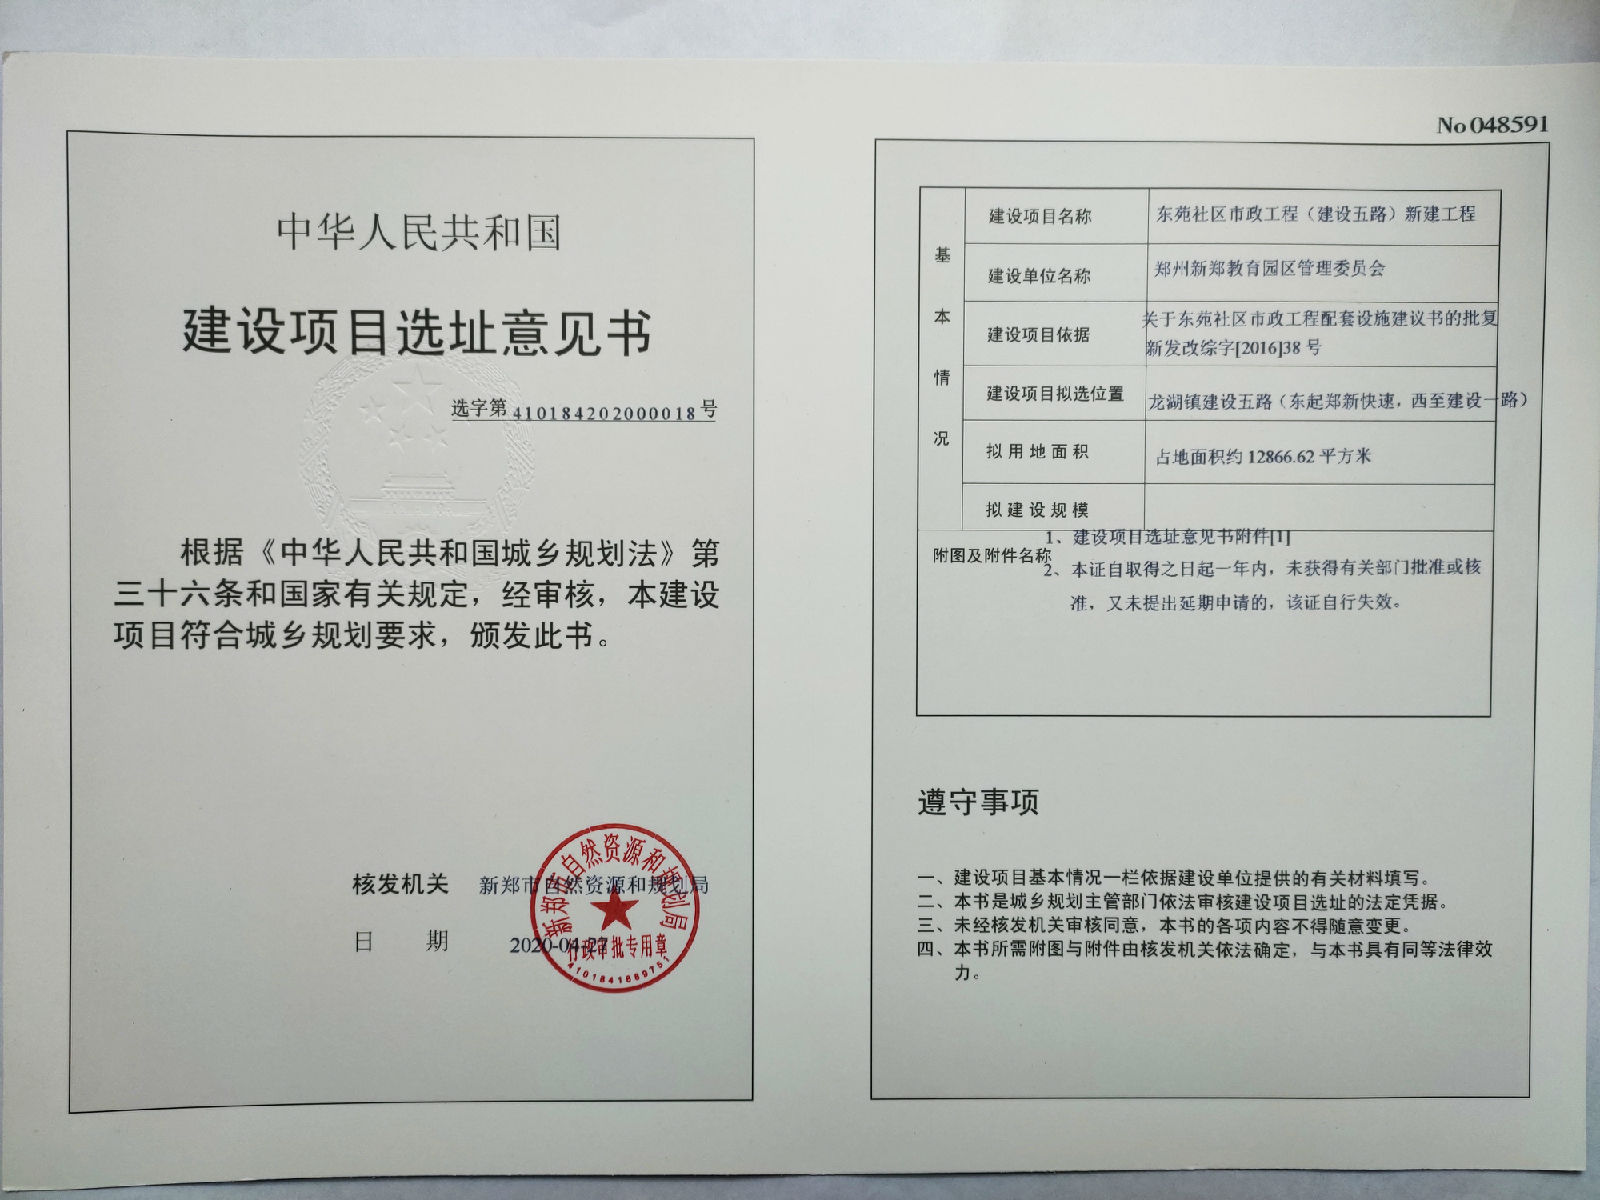 中华人民共和国
建设项目选址意见书
选字第410184202000018号
根据《中华人民共和国城乡规划法》第
三十六条和国家有关规定，经审核，本建设
项目符合城乡规划要求，颁发此书。
核发机关 新郑市自然资源和规划局
日 期 2020-04-27
新郑市自然资源和规划局
行政审批专用章
No 048591
基本情况
建设项目名称 东苑社区市政工程（建设五路）新建工程
建设单位名称 郑州新郑教育园区管理委员会
建设项目依据 关于东苑社区市政工程配套设施建议书的批复
新发改综字[2016]38 号
建设项目拟选位置 龙湖镇建设五路（东起郑新快速，西至建设一路）
拟用地面积 占地面积约 12866.62 平方米
拟建设规模
附图及附件名称
1、建设项目选址意见书附件[1]
2、本证自取得之日起一年内，未获得有关部门批准或核
准，又未提出延期申请的，该证自行失效。
遵守事项
一、建设项目基本情况一栏依据建设单位提供的有关材料填写。
二、本书是城乡规划主管部门依法审核建设项目选址的法定凭据。
三、未经核发机关审核同意，本书的各项内容不得随意变更。
四、本书所需附图与附件由核发机关依法确定，与本书具有同等法律效
力。